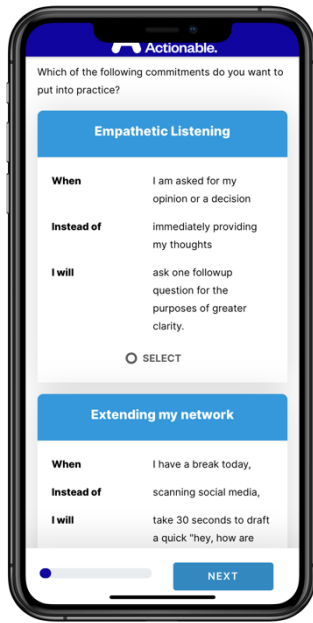 Actionable.
Which of the following commitments do you want to
put into practice?
Empathetic Listening
When I am asked for my
opinion or a decision
Instead of immediately providing
my thoughts
I will ask one followup
question for the
purposes of greater
clarity.
SELECT
Extending my network
When I have a break today,
Instead of scanning social media,
I will take 30 seconds to draft
a quick "hey, how are
NEXT